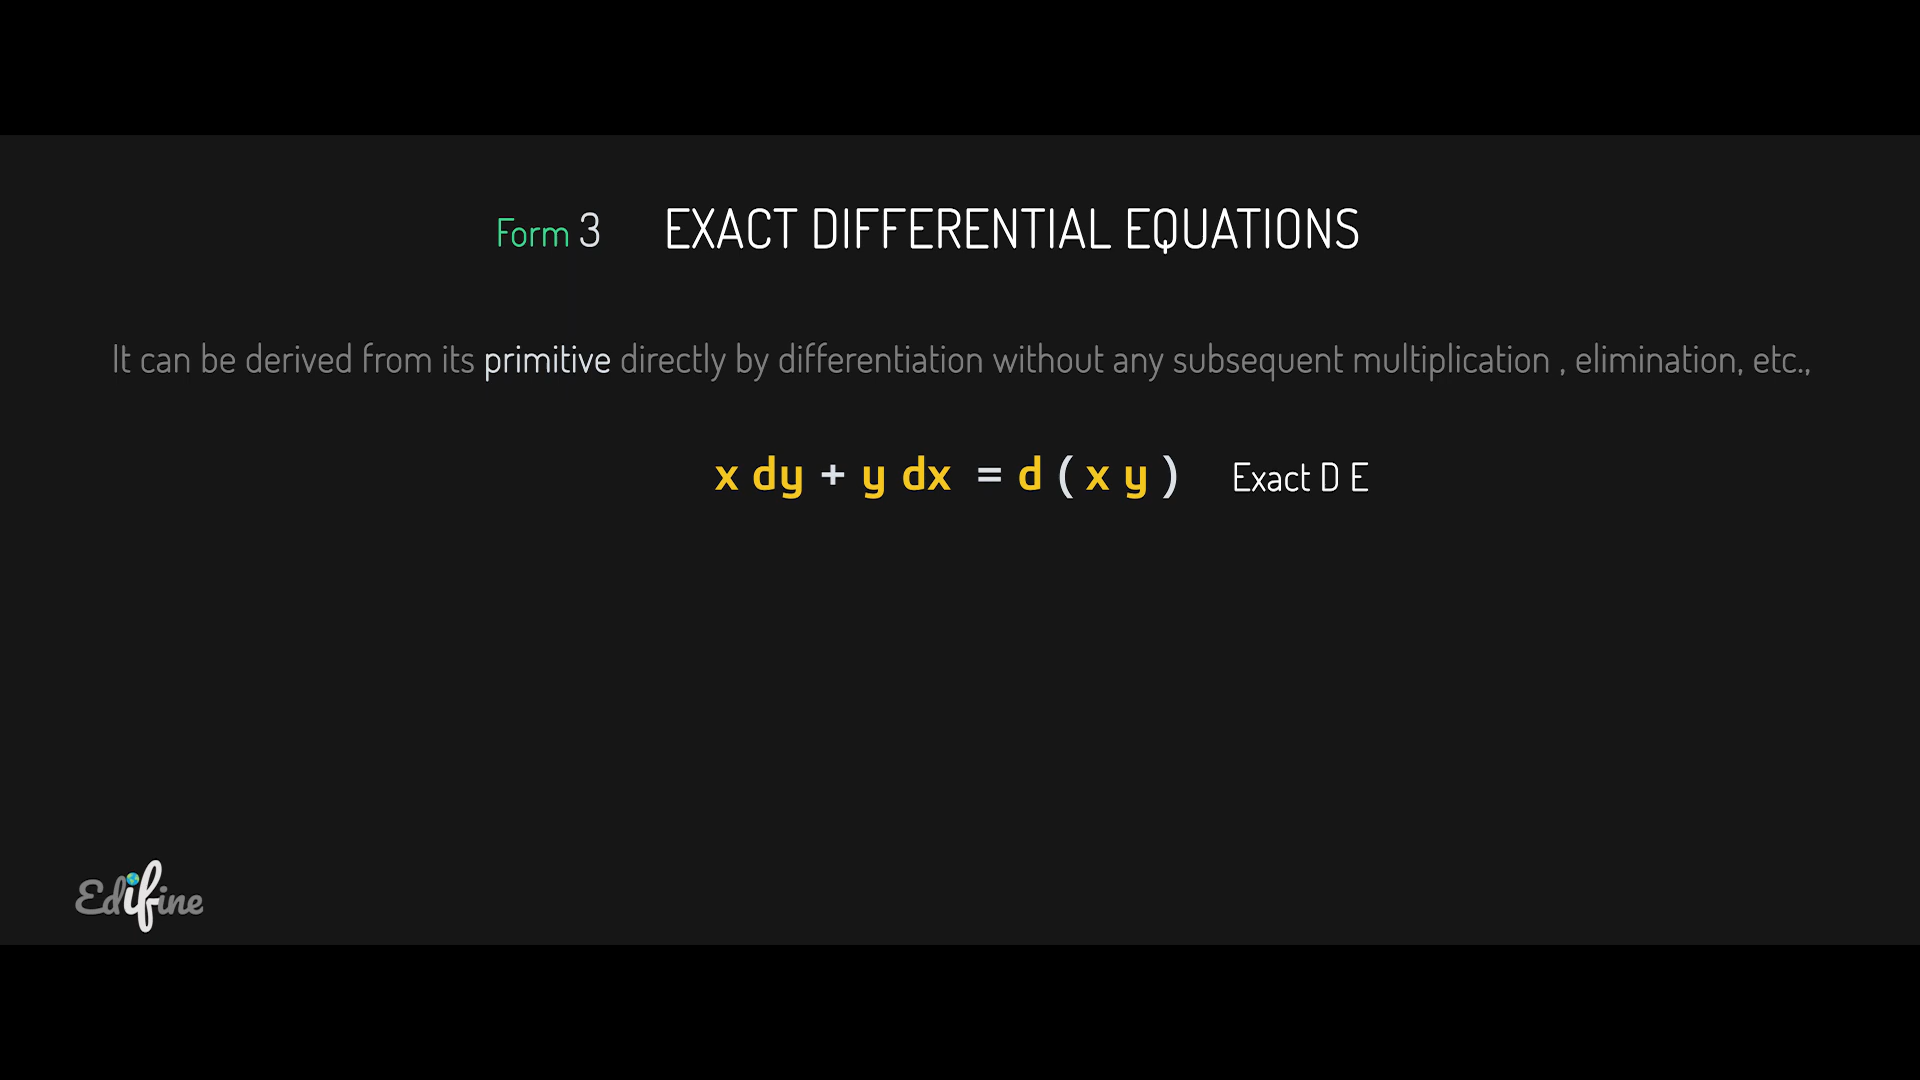 Form 3 EXACT DIFFERENTIAL EQUATIONS
It can be derived from its primitive directly by differentiation without any subsequent multiplication , elimination, etc.,
x dy + y dx = d ( x y ) Exact D E
Edifine